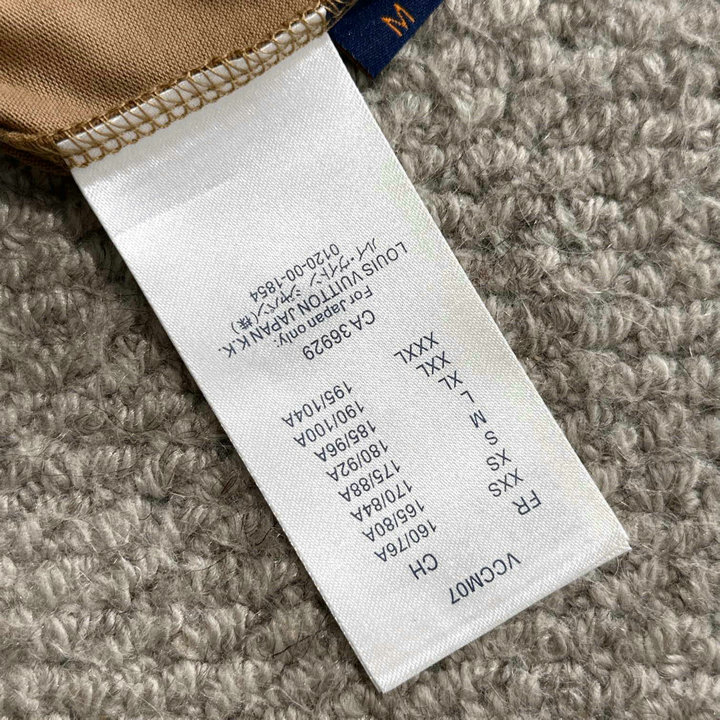 M
VCCM07
FR CH
XXS 160/76A
XS 165/80A
S 170/84A
M 175/88A
L 180/92A
XL 185/96A
XXL 190/100A
XXXL 195/104A
CA 36929
For Japan only:
LOUIS VUITTON JAPAN K.K.
ルイ・ヴィトン ジャパン(株)
0120-00-1854